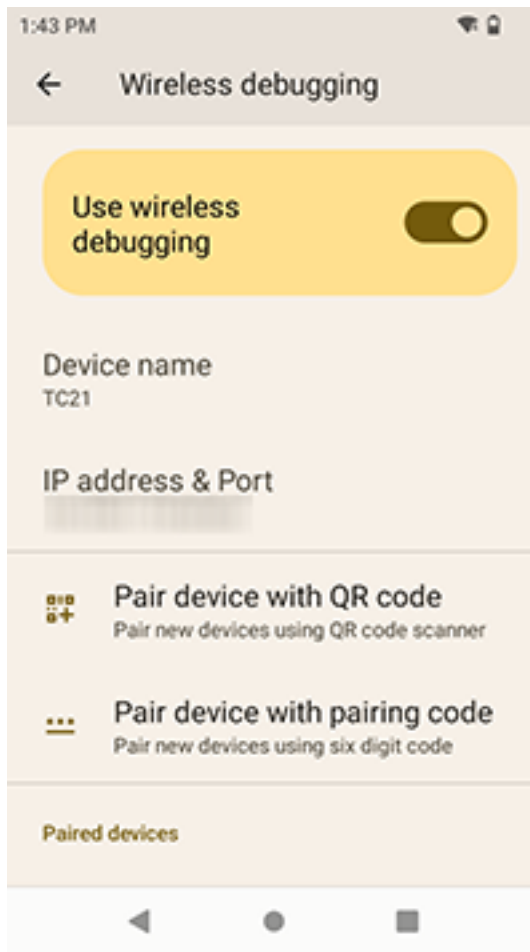 1:43 PM
Wireless debugging
Use wireless
debugging
Device name
TC21
IP address & Port
Pair device with QR code
Pair new devices using QR code scanner
Pair device with pairing code
Pair new devices using six digit code
Paired devices